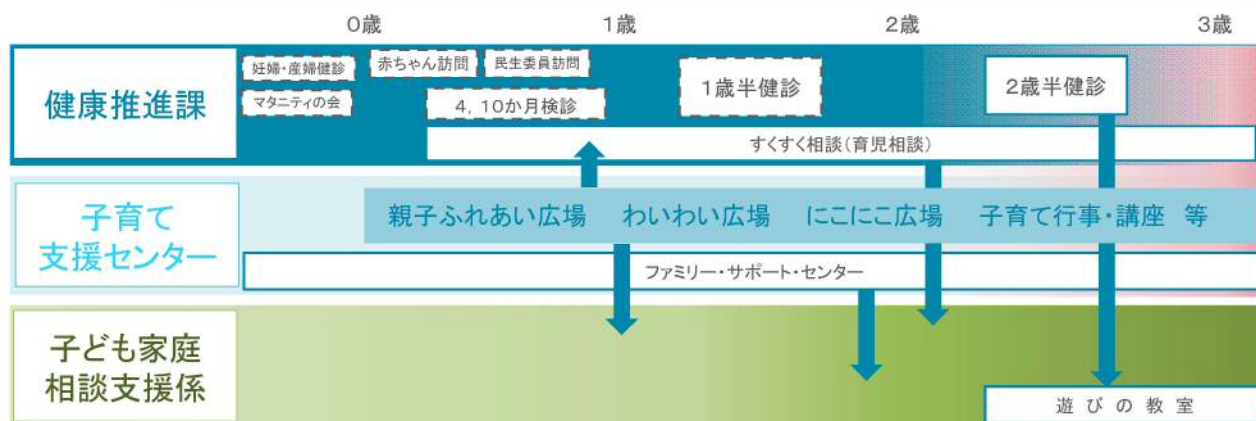 0歳 1歳 2歳 3歳
健康推進課
妊婦・産婦健診 赤ちゃん訪問 民生委員訪問
マタニティの会 4，10か月検診 1歳半健診 2歳半健診
すくすく相談（育児相談）
子育て
支援センター
親子ふれあい広場 わいわい広場 にこにこ広場 子育て行事・講座 等
ファミリー・サポート・センター
子ども家庭
相談支援係
遊びの教室